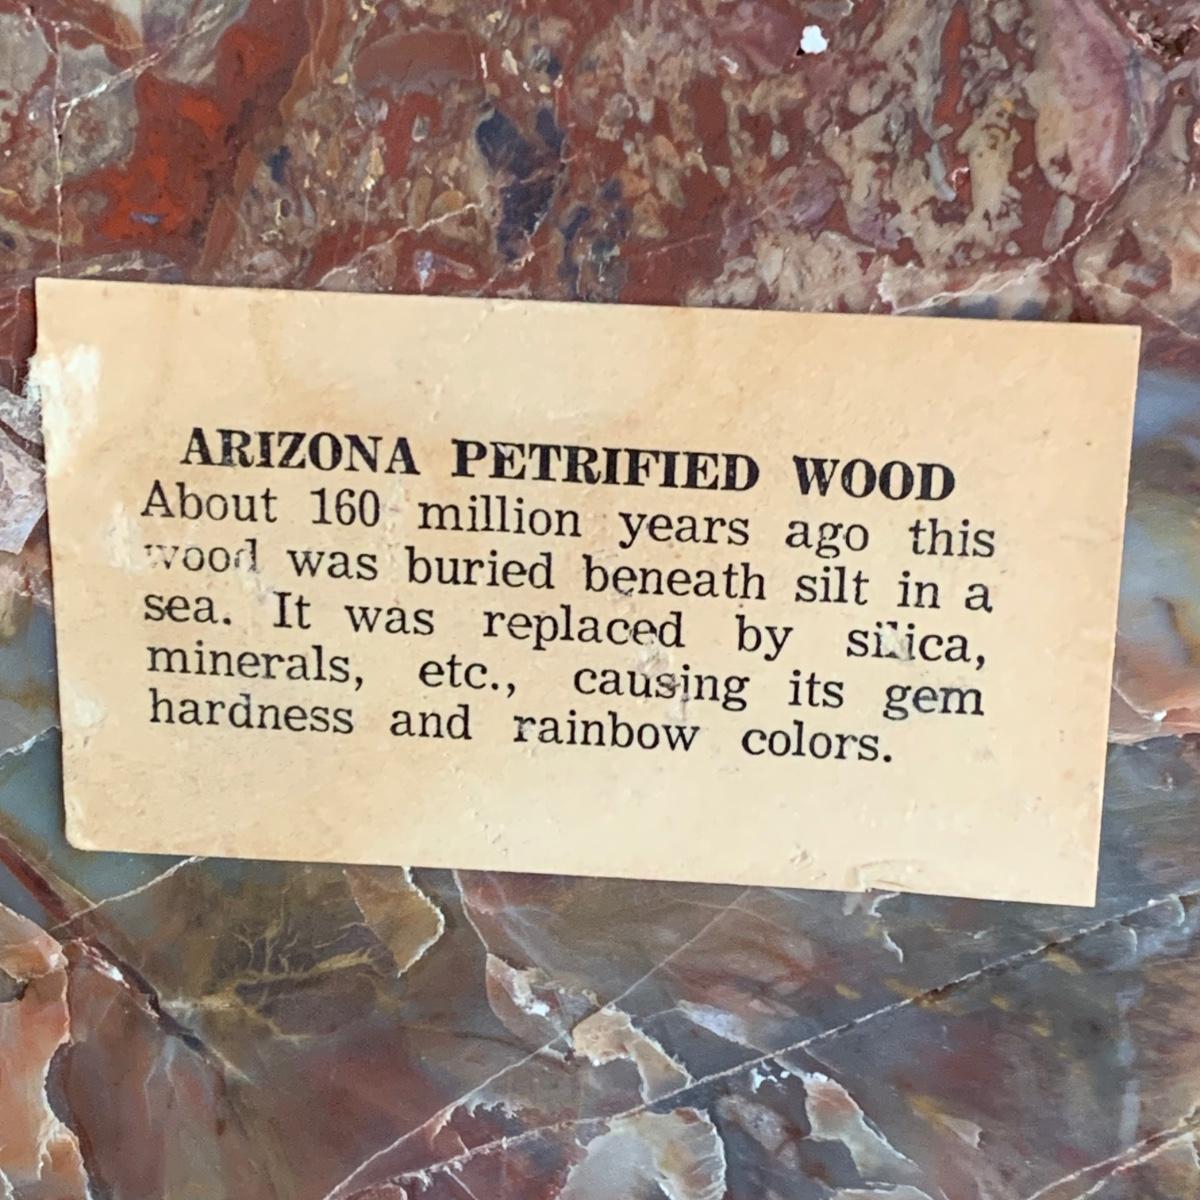 ARIZONA PETRIFIED WOOD
About 160 million years ago this
wood was buried beneath silt in a
sea. It was replaced by silica,
minerals, etc., causing its gem
hardness and rainbow colors.